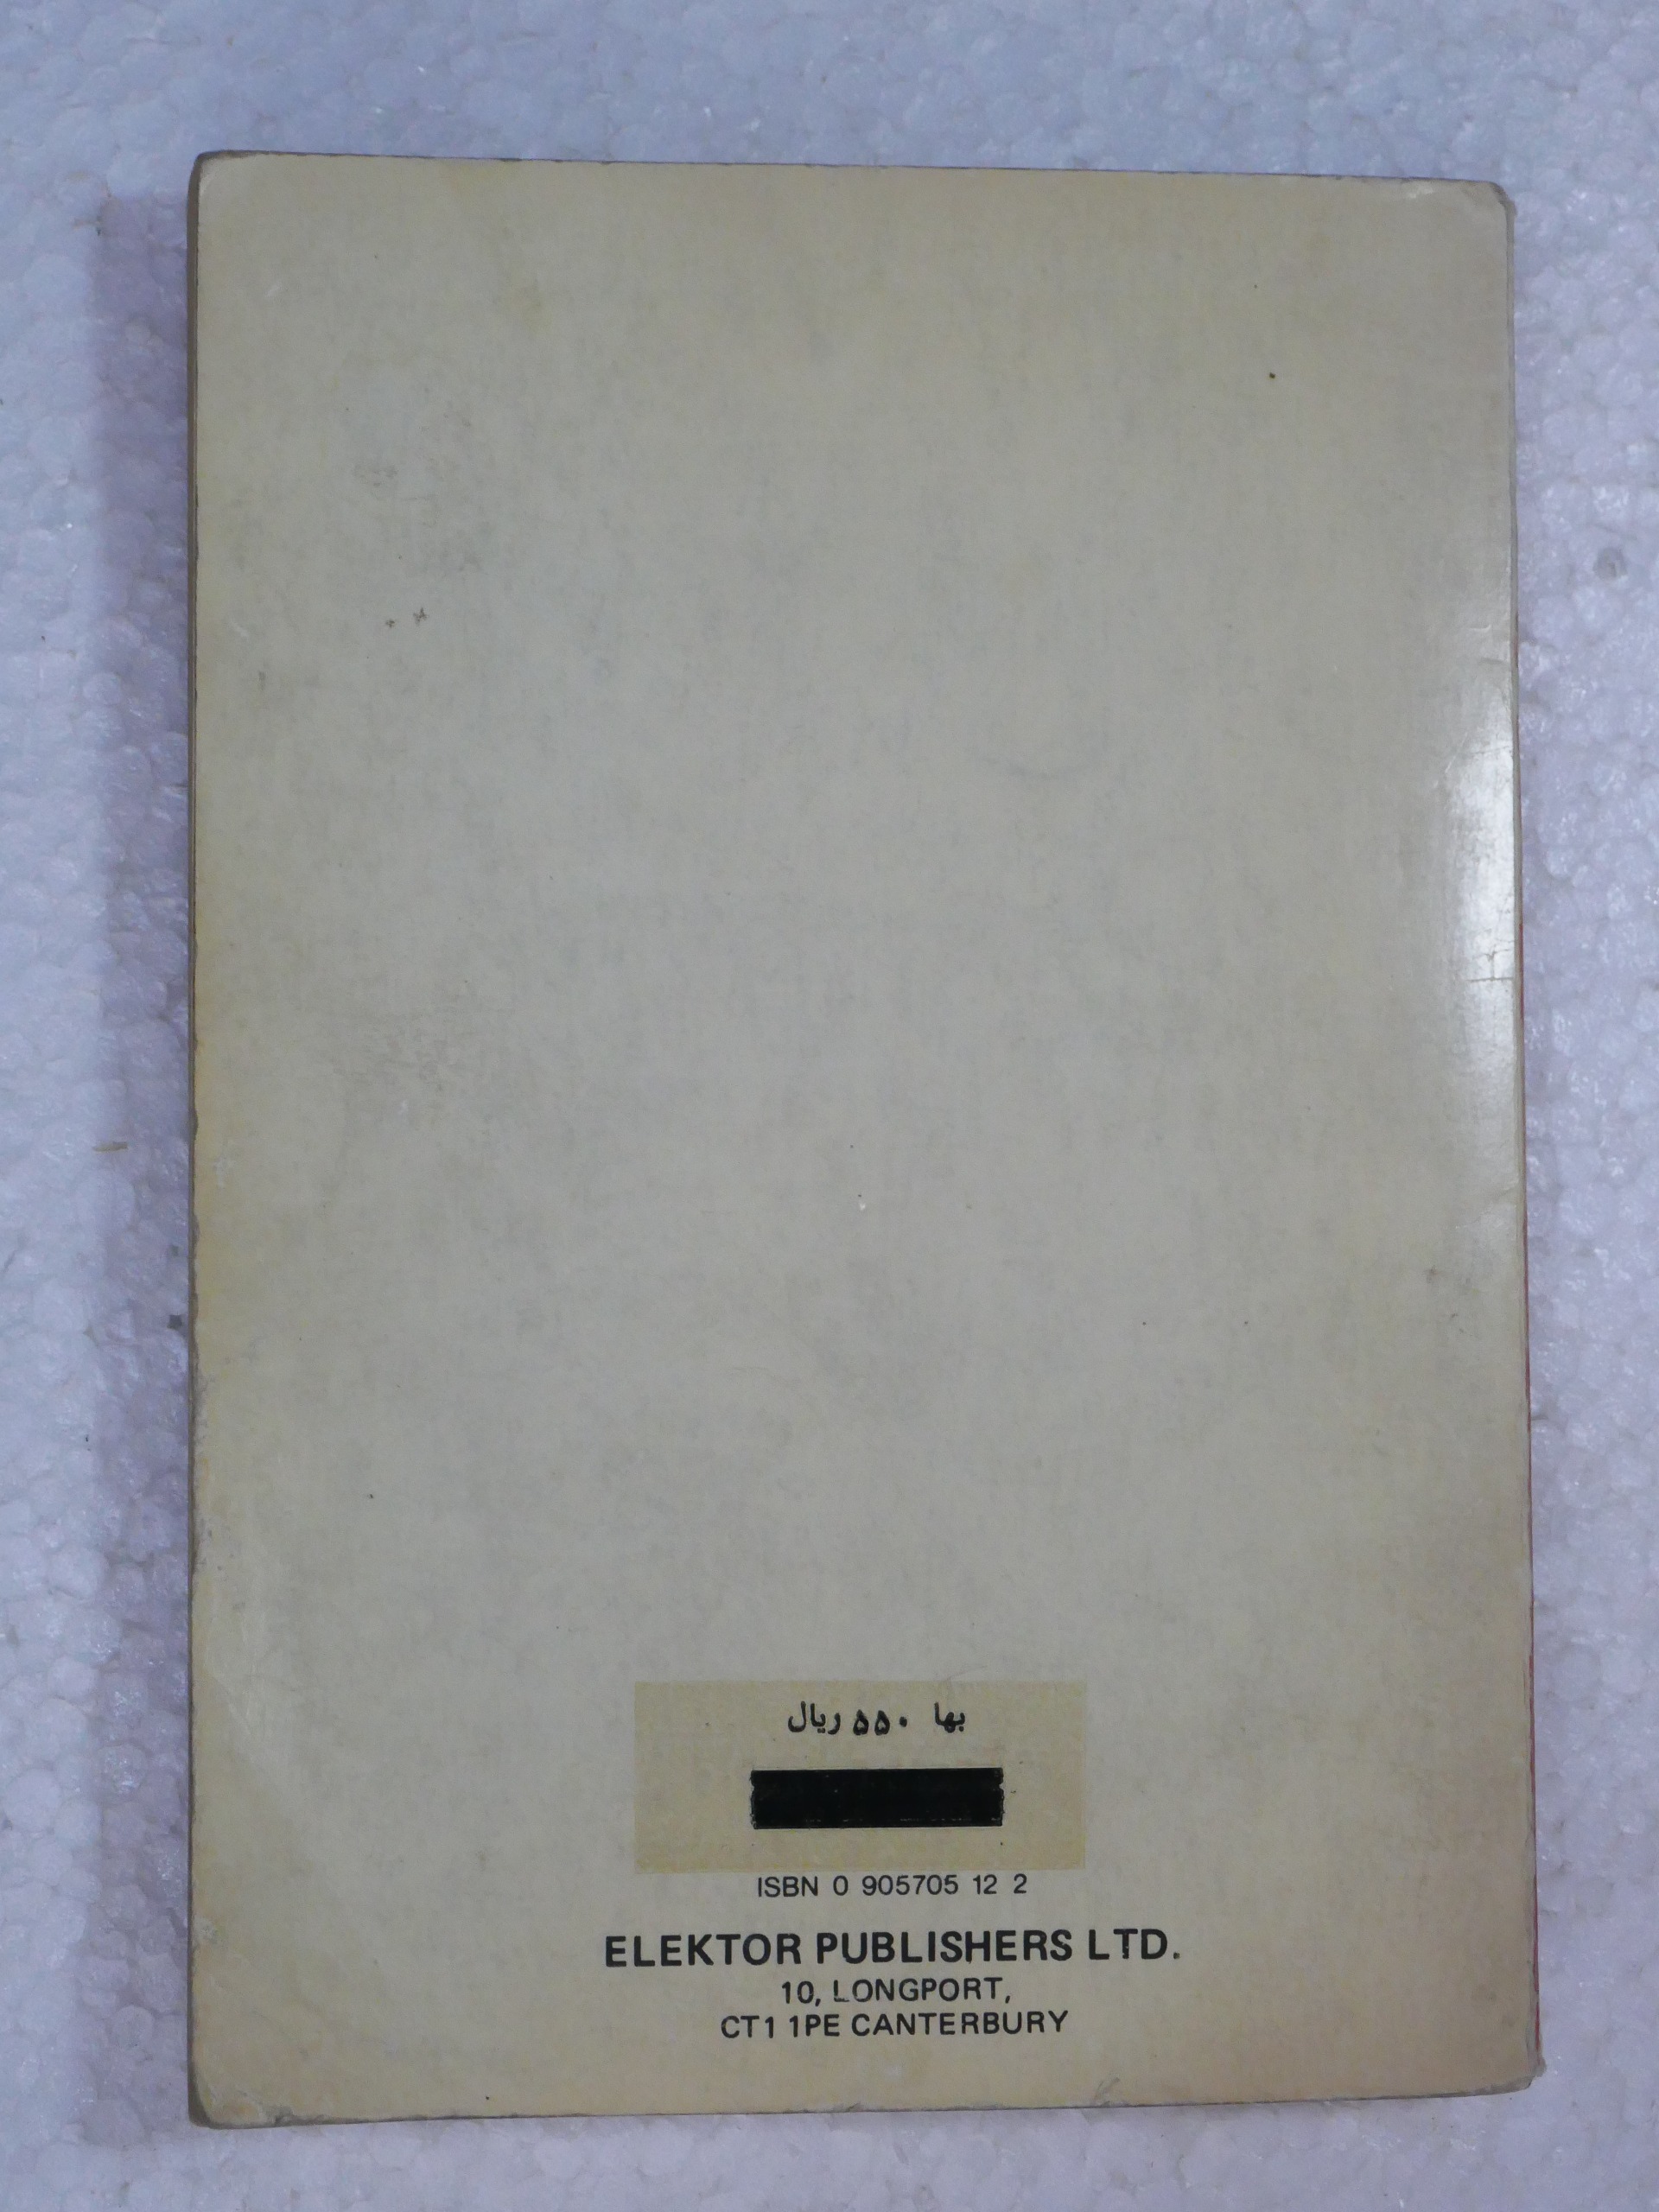 بها ۵۵۰ ریال
ISBN 0 905705 12 2
ELEKTOR PUBLISHERS LTD.
10, LONGPORT,
CT1 1PE CANTERBURY